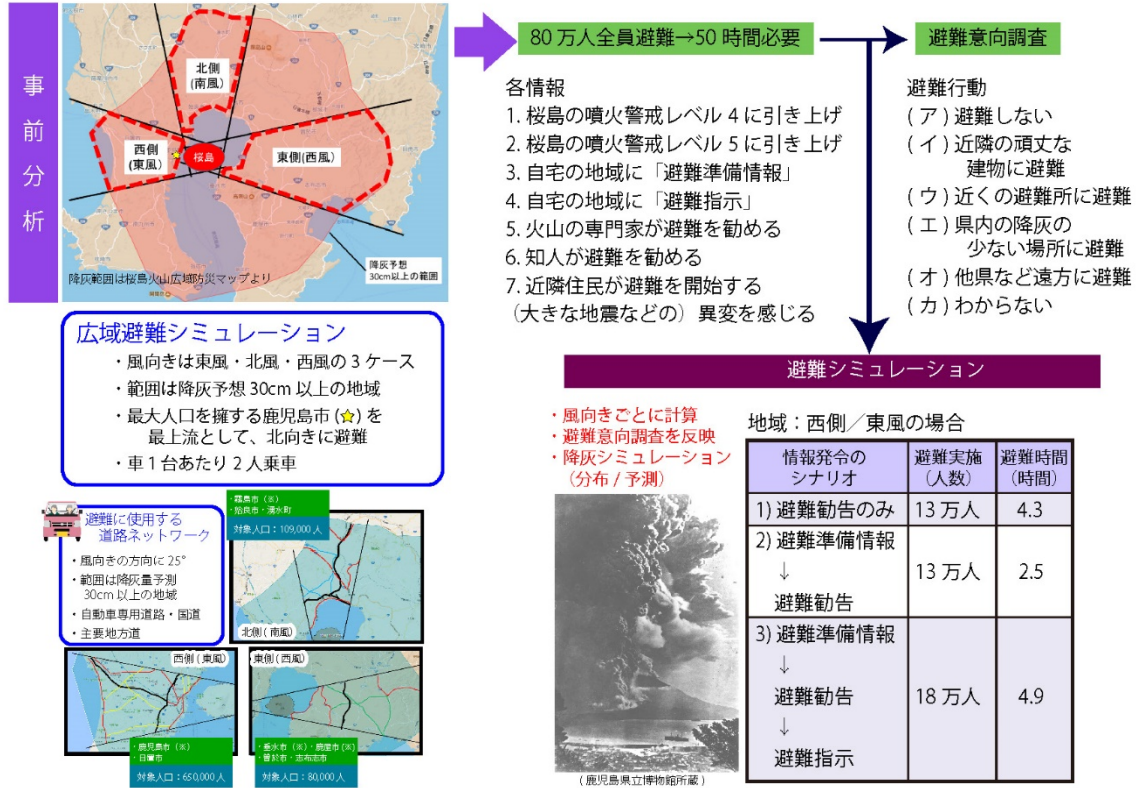 事前分析
北側
(南風)
西側
(東風)
桜島
東側(西風)
降灰予想
30cm以上の範囲
降灰範囲は桜島火山広域防災マップより
80万人全員避難→50時間必要
避難意向調査
各情報
1. 桜島の噴火警戒レベル4に引き上げ
2. 桜島の噴火警戒レベル5に引き上げ
3. 自宅の地域に「避難準備情報」
4. 自宅の地域に「避難指示」
5. 火山の専門家が避難を勧める
6. 知人が避難を勧める
7. 近隣住民が避難を開始する
（大きな地震などの）異変を感じる
避難行動
(ア)避難しない
(イ)近隣の頑丈な
建物に避難
(ウ)近くの避難所に避難
(エ)県内の降灰の
少ない場所に避難
(オ)他県など遠方に避難
(カ)わからない
広域避難シミュレーション
・風向きは東風・北風・西風の3ケース
・範囲は降灰予想30cm以上の地域
・最大人口を擁する鹿児島市(☆)を
最上流として、北向きに避難
・車1台あたり2人乗車
避難に使用する
道路ネットワーク
・風向きの方向に25°
・範囲は降灰量予測
30cm以上の地域
・自動車専用道路・国道
・主要地方道
・霧島市（※）
・姶良市・湧水町
対象人口：109,000人
北側(南風)
西側(東風)
・鹿児島市（※）
・日置市
対象人口：650,000人
東側(西風)
・垂水市（※）・鹿屋市(※)
・曽於市・志布志市
対象人口：80,000人
避難シミュレーション
・風向きごとに計算
・避難意向調査を反映
・降灰シミュレーション
（分布/予測）
(鹿児島県立博物館所蔵)
地域：西側／東風の場合
情報発令の
シナリオ
避難実施
（人数）
避難時間
（時間）
1)避難勧告のみ 13万人 4.3
2)避難準備情報
↓
避難勧告
13万人 2.5
3)避難準備情報
↓
避難勧告
↓
避難指示
18万人 4.9